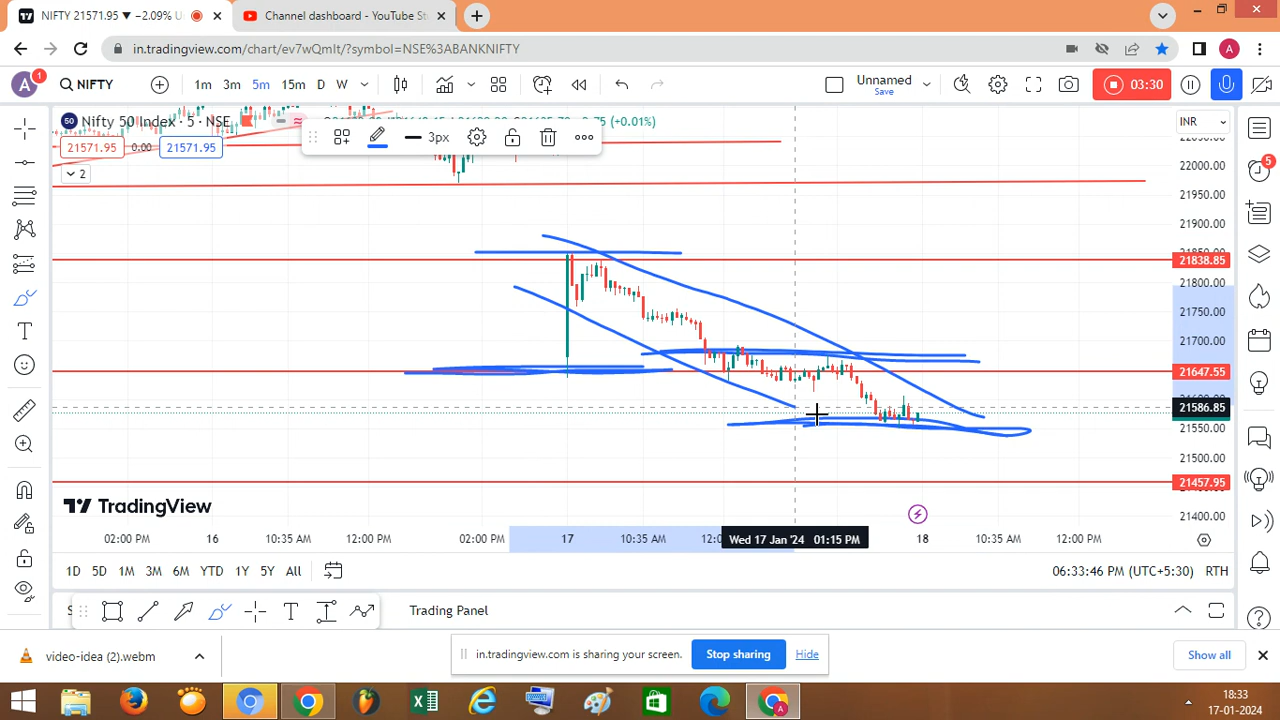 NIFTY 21571.95 ▼ −2.09% U
Channel dashboard - YouTube St
in.tradingview.com/chart/ev7wQmIt/?symbol=NSE%3ABANKNIFTY
A
A
1
NIFTY
1m 3m 5m 15m D W
Unnamed
Save
03:30
50 Nifty 50 Index · 5 · NSE
(+0.01%)
INR
3px
21571.95 0.00 21571.95
2
22000.00
21950.00
21900.00
21850.00
21838.85
21800.00
21750.00
21700.00
21647.55
21586.85
21550.00
21500.00
21457.95
21400.00
5
TradingView
02:00 PM 16 10:35 AM 12:00 PM 02:00 PM 17 10:35 AM Wed 17 Jan '24 01:15 PM 18 10:35 AM 12:00 PM
1D 5D 1M 3M 6M YTD 1Y 5Y All
06:33:46 PM (UTC+5:30) RTH
Trading Panel
video-idea (2).webm
in.tradingview.com is sharing your screen. Stop sharing Hide
Show all
18:33
17-01-2024